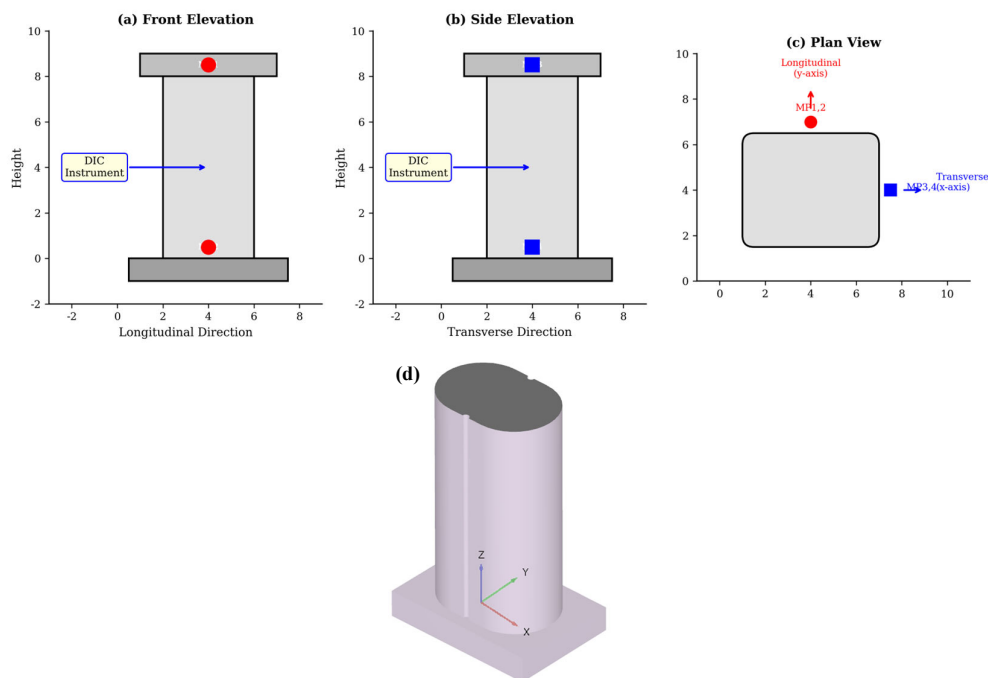 (a) Front Elevation
10
8
6
4
2
0
-2
Height
DIC
Instrument
-2
0
2
4
6
8
Longitudinal Direction
(b) Side Elevation
10
8
6
4
2
0
-2
Height
DIC
Instrument
-2
0
2
4
6
8
Transverse Direction
(c) Plan View
10
8
6
4
2
0
Longitudinal
(y-axis)
MP1,2
Transverse
MP3,4(x-axis)
0
2
4
6
8
10
(d)
Z
Y
X